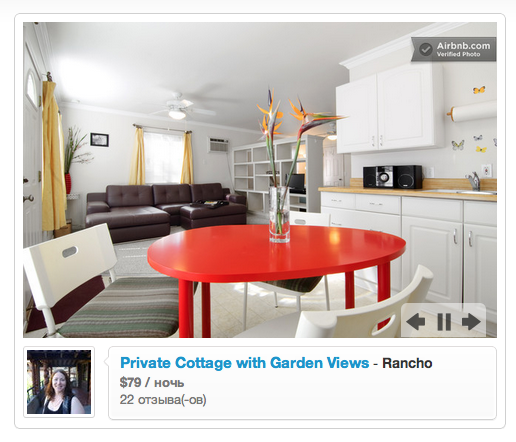 Airbnb.com
Verified Photo
Private Cottage with Garden Views - Rancho
$79 / ночь
22 отзыва(-ов)